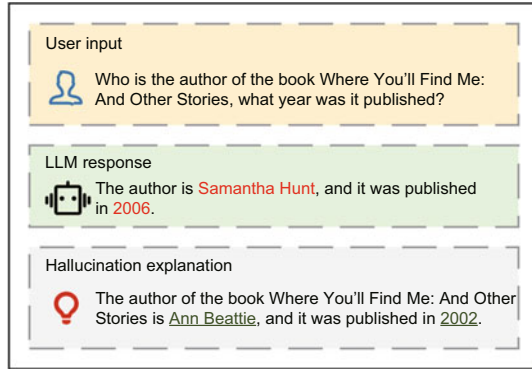 User input
Who is the author of the book Where You'll Find Me:
And Other Stories, what year was it published?
LLM response
The author is Samantha Hunt, and it was published
in 2006.
Hallucination explanation
The author of the book Where You'll Find Me: And Other
Stories is Ann Beattie, and it was published in 2002.